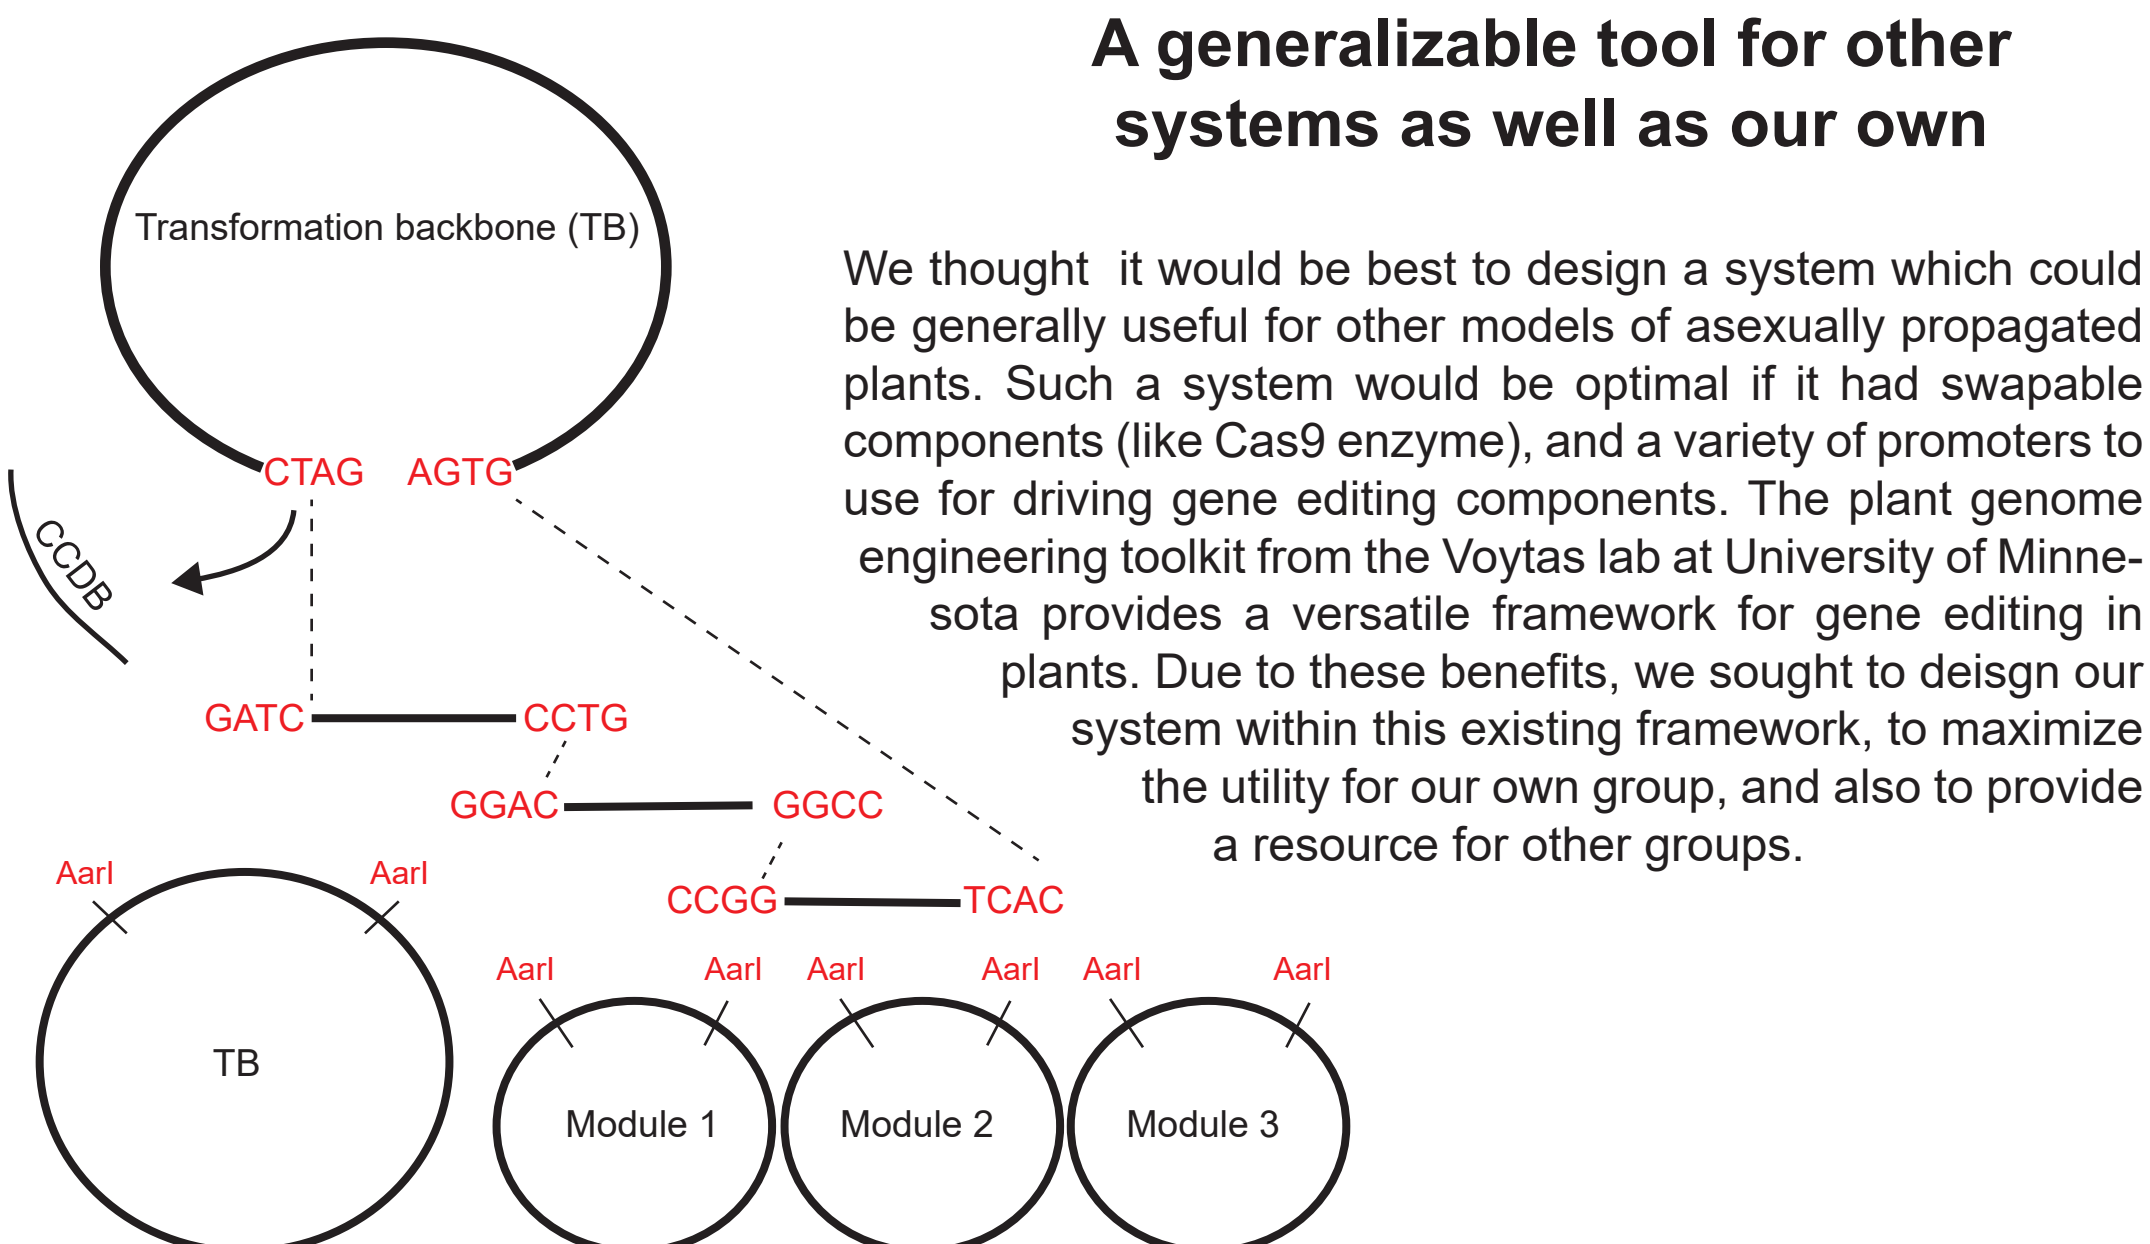 A generalizable tool for other
systems as well as our own
We thought  it would be best to design a system which could
be generally useful for other models of asexually propagated
plants. Such a system would be optimal if it had swapable
components (like Cas9 enzyme), and a variety of promoters to
use for driving gene editing components. The plant genome
engineering toolkit from the Voytas lab at University of Minne-
sota provides a versatile framework for gene editing in
plants. Due to these benefits, we sought to deisgn our
system within this existing framework, to maximize
the utility for our own group, and also to provide
a resource for other groups.
Transformation backbone (TB)
CTAG AGTG
CCDB
GATC CCTG
GGAC GGCC
CCGG TCAC
AarI AarI
TB
AarI AarI AarI AarI AarI AarI
Module 1 Module 2 Module 3